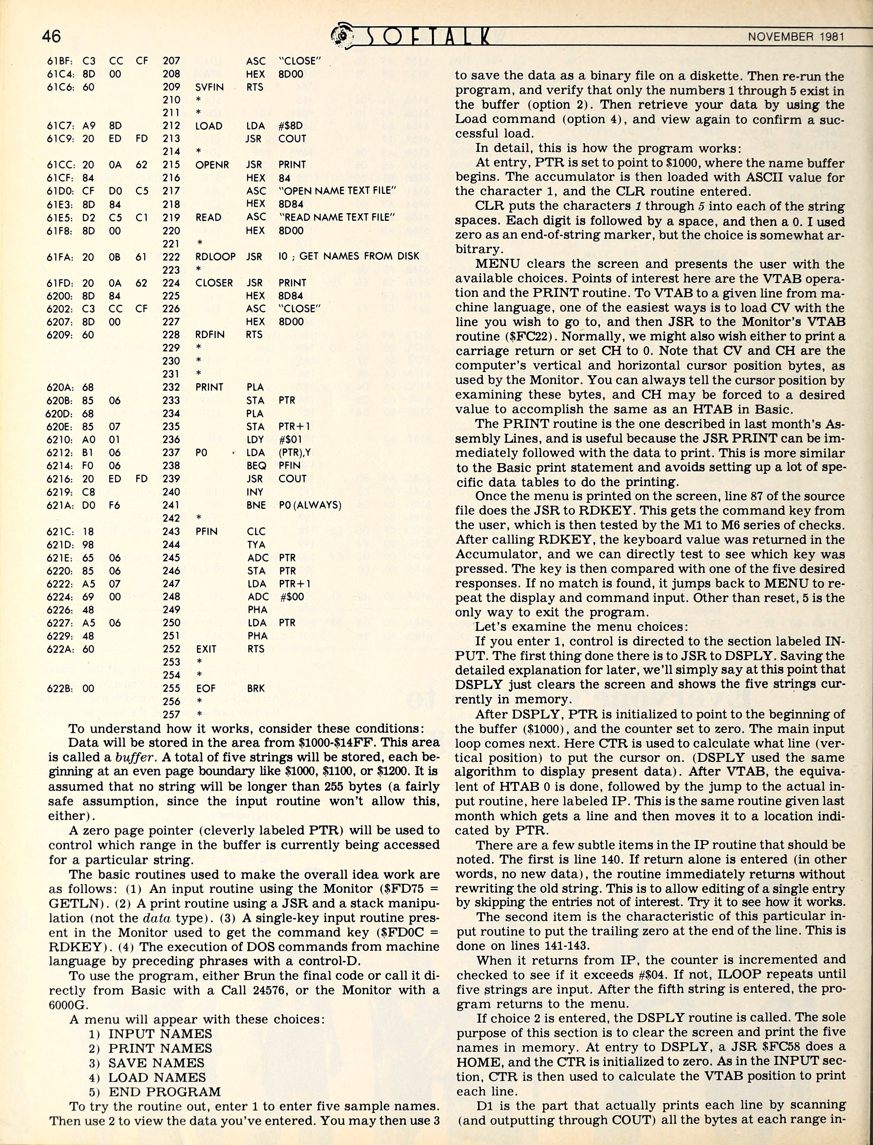 46
SOFTALK
NOVEMBER 1981
61BF: C3 CC CF 207 ASC "CLOSE"
61C4: 8D 00 208 HEX 8D00
61C6: 60 209 SVFIN RTS
210 *
211 *
61C7: A9 8D 212 LOAD LDA #$8D
61C9: 20 ED FD 213 JSR COUT
214 *
61CC: 20 0A 62 215 OPENR JSR PRINT
61CF: 84 216 HEX 84
61D0: CF D0 C5 217 ASC "OPEN NAME TEXT FILE"
61E3: 8D 84 218 HEX 8D84
61E5: D2 C5 C1 219 READ ASC "READ NAME TEXT FILE"
61F8: 8D 00 220 HEX 8D00
221 *
61FA: 20 0B 61 222 RDLOOP JSR IO ; GET NAMES FROM DISK
223 *
61FD: 20 0A 62 224 CLOSER JSR PRINT
6200: 8D 84 225 HEX 8D84
6202: C3 CC CF 226 ASC "CLOSE"
6207: 8D 00 227 HEX 8D00
6209: 60 228 RDFIN RTS
229 *
230 *
231 *
620A: 68 232 PRINT PLA
620B: 85 06 233 STA PTR
620D: 68 234 PLA
620E: 85 07 235 STA PTR+1
6210: A0 01 236 LDY #$01
6212: B1 06 237 P0 LDA (PTR),Y
6214: F0 06 238 BEQ PFIN
6216: 20 ED FD 239 JSR COUT
6219: C8 240 INY
621A: D0 F6 241 BNE P0 (ALWAYS)
242 *
621C: 18 243 PFIN CLC
621D: 98 244 TYA
621E: 65 06 245 ADC PTR
6220: 85 06 246 STA PTR
6222: A5 07 247 LDA PTR+1
6224: 69 00 248 ADC #$00
6226: 48 249 PHA
6227: A5 06 250 LDA PTR
6229: 48 251 PHA
622A: 60 252 EXIT RTS
253 *
254 *
622B: 00 255 EOF BRK
256 *
257 *
To understand how it works, consider these conditions:
Data will be stored in the area from $1000-$14FF. This area
is called a buffer. A total of five strings will be stored, each be-
ginning at an even page boundary like $1000, $1100, or $1200. It is
assumed that no string will be longer than 255 bytes (a fairly
safe assumption, since the input routine won't allow this,
either).
A zero page pointer (cleverly labeled PTR) will be used to
control which range in the buffer is currently being accessed
for a particular string.
The basic routines used to make the overall idea work are
as follows: (1) An input routine using the Monitor ($FD75 =
GETLN). (2) A print routine using a JSR and a stack manipu-
lation (not the data type). (3) A single-key input routine pres-
ent in the Monitor used to get the command key ($FD0C =
RDKEY). (4) The execution of DOS commands from machine
language by preceding phrases with a control-D.
To use the program, either Brun the final code or call it di-
rectly from Basic with a Call 24576, or the Monitor with a
6000G.
A menu will appear with these choices:
1) INPUT NAMES
2) PRINT NAMES
3) SAVE NAMES
4) LOAD NAMES
5) END PROGRAM
To try the routine out, enter 1 to enter five sample names.
Then use 2 to view the data you've entered. You may then use 3
to save the data as a binary file on a diskette. Then re-run the
program, and verify that only the numbers 1 through 5 exist in
the buffer (option 2). Then retrieve your data by using the
Load command (option 4), and view again to confirm a suc-
cessful load.
In detail, this is how the program works:
At entry, PTR is set to point to $1000, where the name buffer
begins. The accumulator is then loaded with ASCII value for
the character 1, and the CLR routine entered.
CLR puts the characters 1 through 5 into each of the string
spaces. Each digit is followed by a space, and then a 0. I used
zero as an end-of-string marker, but the choice is somewhat ar-
bitrary.
MENU clears the screen and presents the user with the
available choices. Points of interest here are the VTAB opera-
tion and the PRINT routine. To VTAB to a given line from ma-
chine language, one of the easiest ways is to load CV with the
line you wish to go to, and then JSR to the Monitor's VTAB
routine ($FC22). Normally, we might also wish either to print a
carriage return or set CH to 0. Note that CV and CH are the
computer's vertical and horizontal cursor position bytes, as
used by the Monitor. You can always tell the cursor position by
examining these bytes, and CH may be forced to a desired
value to accomplish the same as an HTAB in Basic.
The PRINT routine is the one described in last month's As-
sembly Lines, and is useful because the JSR PRINT can be im-
mediately followed with the data to print. This is more similar
to the Basic print statement and avoids setting up a lot of spe-
cific data tables to do the printing.
Once the menu is printed on the screen, line 87 of the source
file does the JSR to RDKEY. This gets the command key from
the user, which is then tested by the M1 to M6 series of checks.
After calling RDKEY, the keyboard value was returned in the
Accumulator, and we can directly test to see which key was
pressed. The key is then compared with one of the five desired
responses. If no match is found, it jumps back to MENU to re-
peat the display and command input. Other than reset, 5 is the
only way to exit the program.
Let's examine the menu choices:
If you enter 1, control is directed to the section labeled IN-
PUT. The first thing done there is to JSR to DSPLY. Saving the
detailed explanation for later, we'll simply say at this point that
DSPLY just clears the screen and shows the five strings cur-
rently in memory.
After DSPLY, PTR is initialized to point to the beginning of
the buffer ($1000), and the counter set to zero. The main input
loop comes next. Here CTR is used to calculate what line (ver-
tical position) to put the cursor on. (DSPLY used the same
algorithm to display present data). After VTAB, the equiva-
lent of HTAB 0 is done, followed by the jump to the actual in-
put routine, here labeled IP. This is the same routine given last
month which gets a line and then moves it to a location indi-
cated by PTR.
There are a few subtle items in the IP routine that should be
noted. The first is line 140. If return alone is entered (in other
words, no new data), the routine immediately returns without
rewriting the old string. This is to allow editing of a single entry
by skipping the entries not of interest. Try it to see how it works.
The second item is the characteristic of this particular in-
put routine to put the trailing zero at the end of the line. This is
done on lines 141-143.
When it returns from IP, the counter is incremented and
checked to see if it exceeds #$04. If not, ILOOP repeats until
five strings are input. After the fifth string is entered, the pro-
gram returns to the menu.
If choice 2 is entered, the DSPLY routine is called. The sole
purpose of this section is to clear the screen and print the five
names in memory. At entry to DSPLY, a JSR $FC58 does a
HOME, and the CTR is initialized to zero. As in the INPUT sec-
tion, CTR is then used to calculate the VTAB position to print
each line.
D1 is the part that actually prints each line by scanning
(and outputting through COUT) all the bytes at each range in-